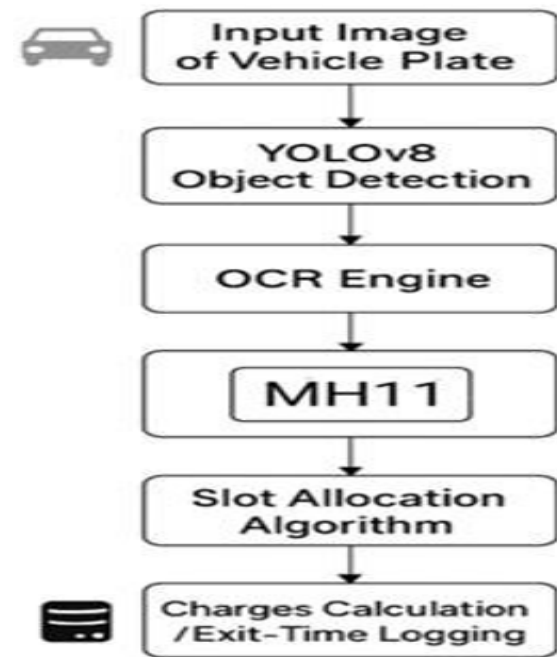 Input Image
of Vehicle Plate
YOLOv8
Object Detection
OCR Engine
MH11
Slot Allocation
Algorithm
Charges Calculation
/Exit-Time Logging